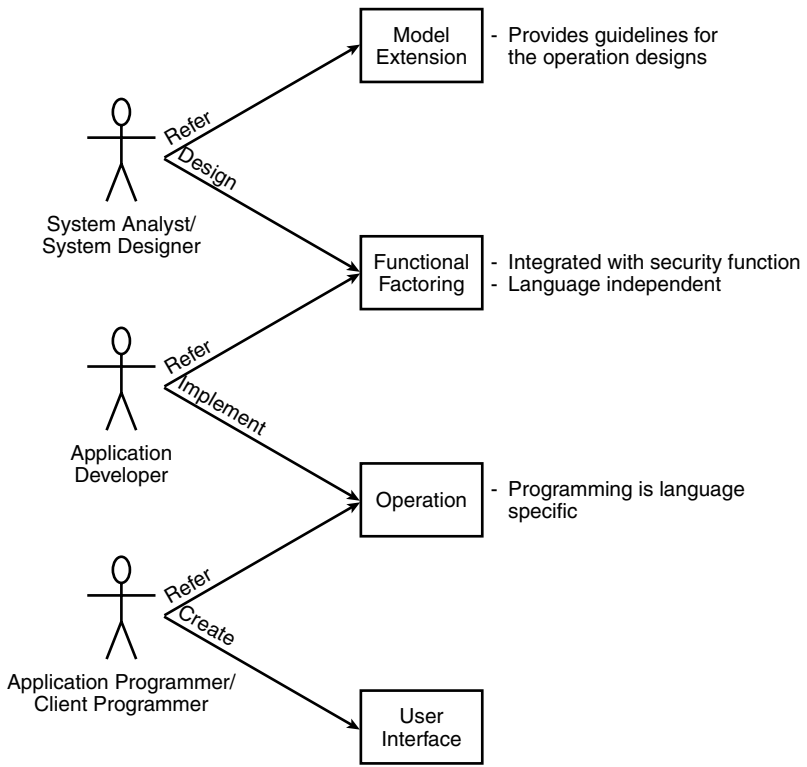 Model
Extension
- Provides guidelines for
the operation designs
Refer
Design
System Analyst/
System Designer
Functional
Factoring
- Integrated with security function
- Language independent
Refer
Implement
Application
Developer
Operation
- Programming is language
specific
Refer
Create
Application Programmer/
Client Programmer
User
Interface